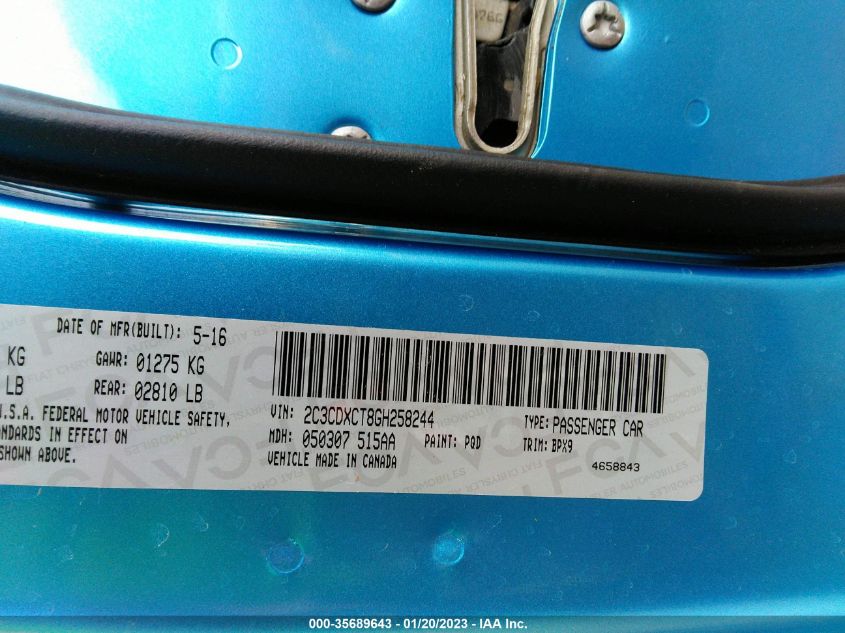 DATE OF MFR(BUILT): 5-16
KG GAWR: 01275 KG
LB REAR: 02810 LB
U.S.A. FEDERAL MOTOR VEHICLE SAFETY,
ANDARDS IN EFFECT ON
SHOWN ABOVE.
VIN: 2C3CDXCT8GH258244 TYPE: PASSENGER CAR
MDH: 050307 515AA PAINT: PQD TRIM: BPX9
VEHICLE MADE IN CANADA
4658843
000-35689643 - 01/20/2023 - IAA Inc.